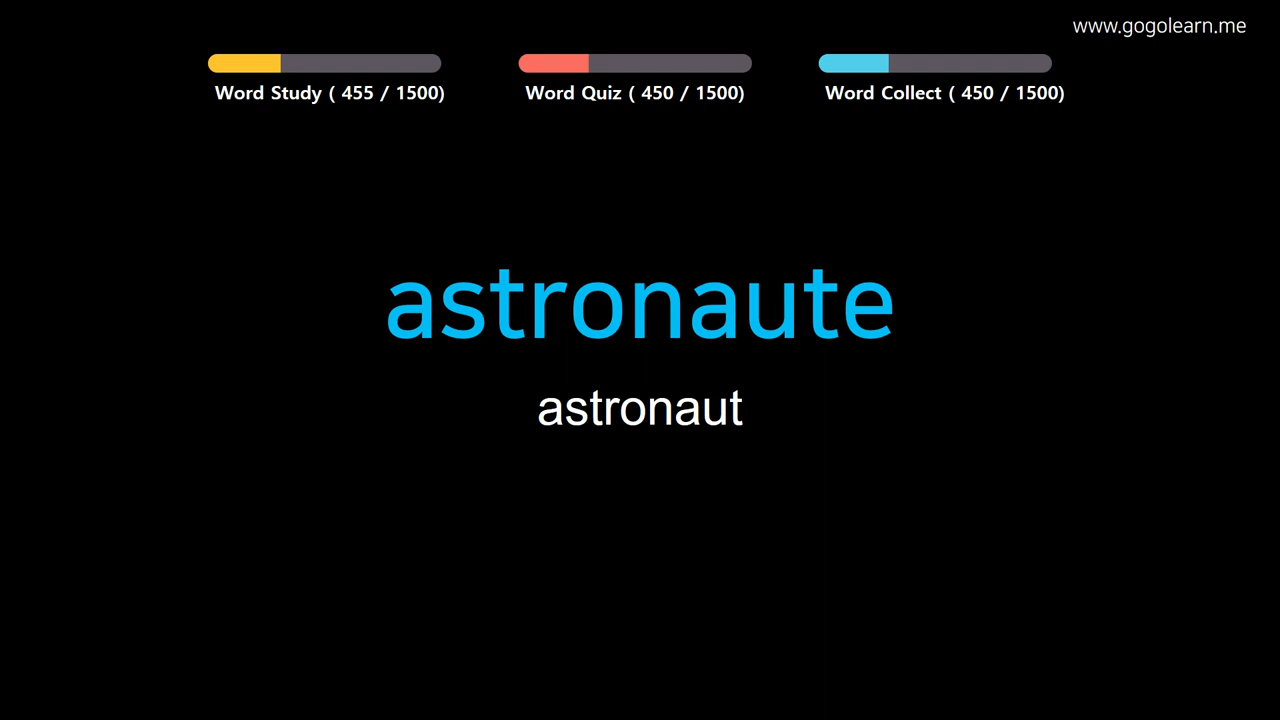 www.gogolearn.me
Word Study ( 455 / 1500)
Word Quiz ( 450 / 1500)
Word Collect ( 450 / 1500)
astronaute
astronaut